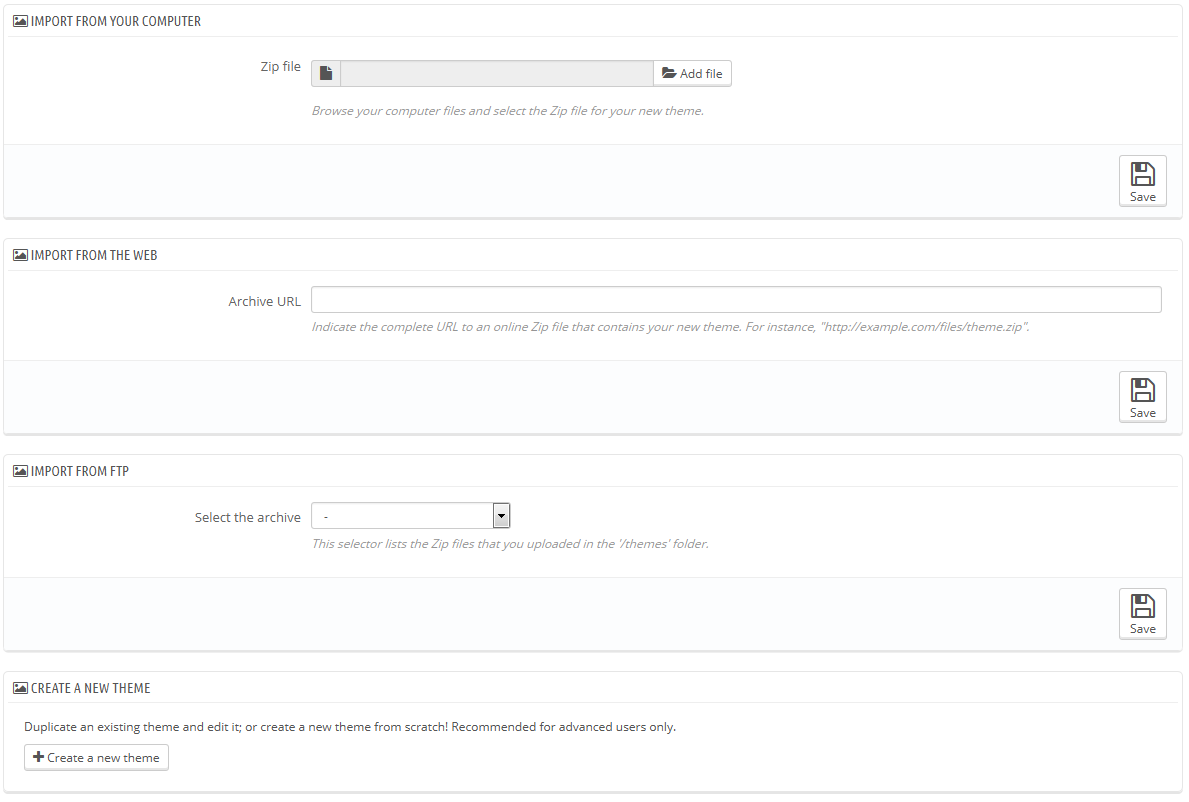 IMPORT FROM YOUR COMPUTER
Zip file
Add file
Browse your computer files and select the Zip file for your new theme.
Save
IMPORT FROM THE WEB
Archive URL
Indicate the complete URL to an online Zip file that contains your new theme. For instance, "http://example.com/files/theme.zip".
Save
IMPORT FROM FTP
Select the archive
-
This selector lists the Zip files that you uploaded in the '/themes' folder.
Save
CREATE A NEW THEME
Duplicate an existing theme and edit it; or create a new theme from scratch! Recommended for advanced users only.
Create a new theme